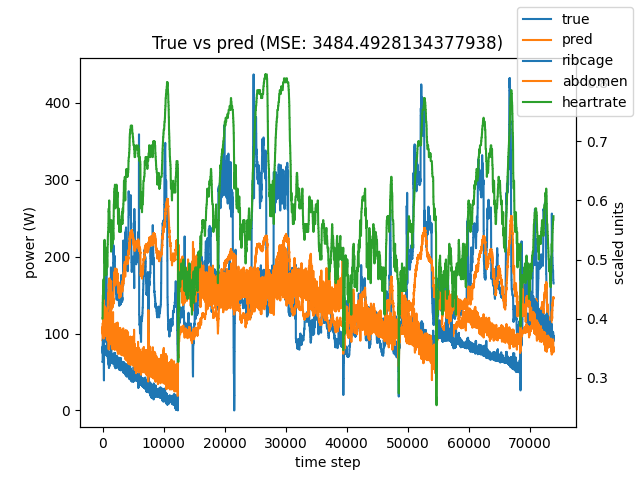 True vs pred (MSE: 3484.4928134377938)
true
pred
ribcage
abdomen
heartrate
power (W)
400
300
200
100
0
0.7
0.6
0.5
0.4
0.3
scaled units
0 10000 20000 30000 40000 50000 60000 70000
time step